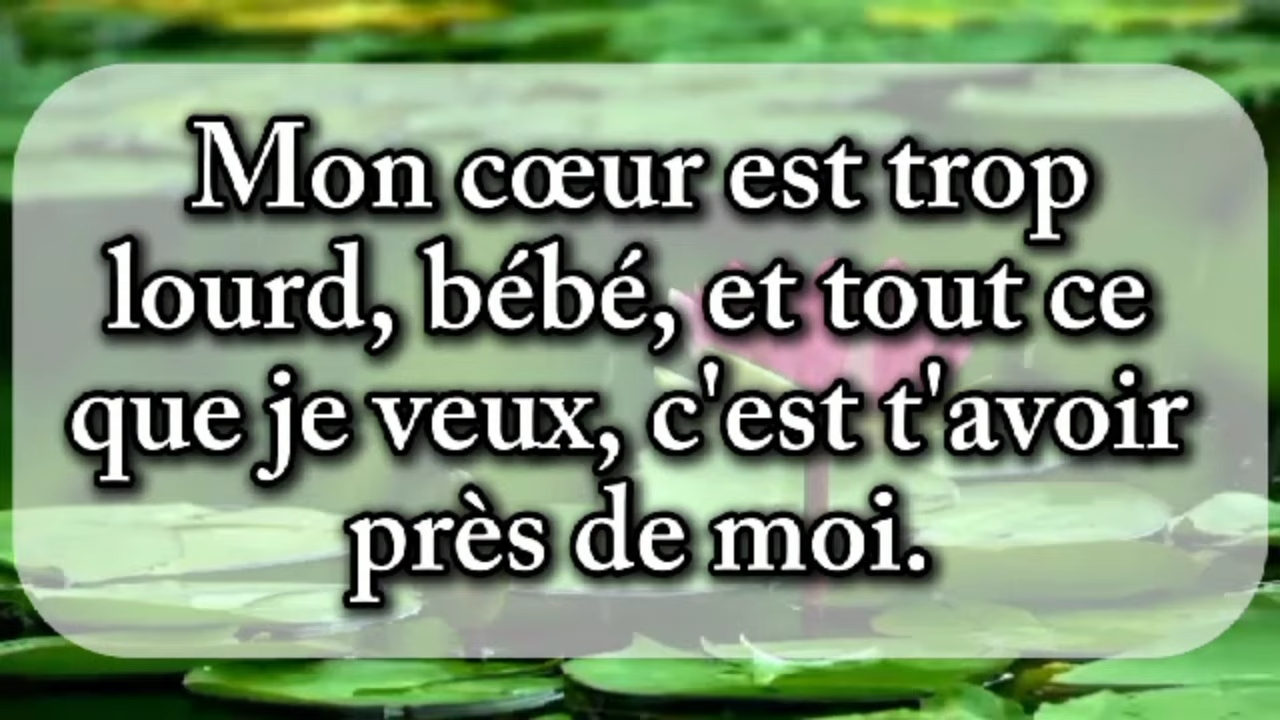 Mon cœur est trop
lourd, bébé, et tout ce
que je veux, c'est t'avoir
près de moi.